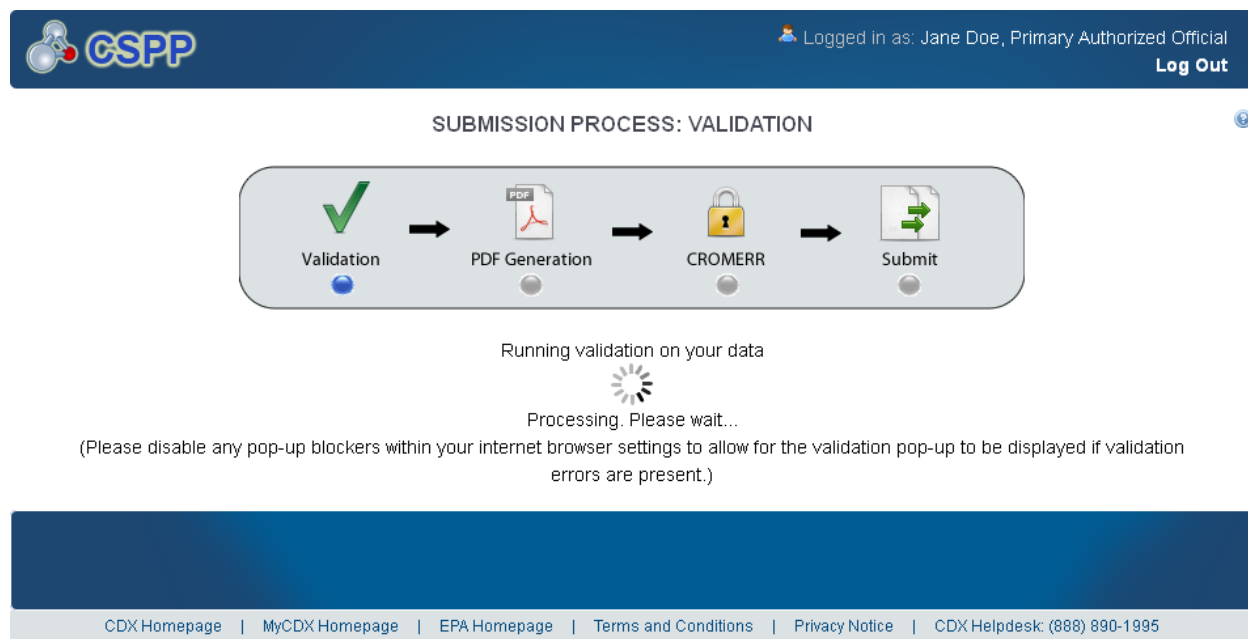 CSPP
Logged in as: Jane Doe, Primary Authorized Official
Log Out
SUBMISSION PROCESS: VALIDATION
PDF
Validation
PDF Generation
CROMERR
Submit
Running validation on your data
Processing. Please wait...
(Please disable any pop-up blockers within your internet browser settings to allow for the validation pop-up to be displayed if validation
errors are present.)
CDX Homepage | MyCDX Homepage | EPA Homepage | Terms and Conditions | Privacy Notice | CDX Helpdesk: (888) 890-1995